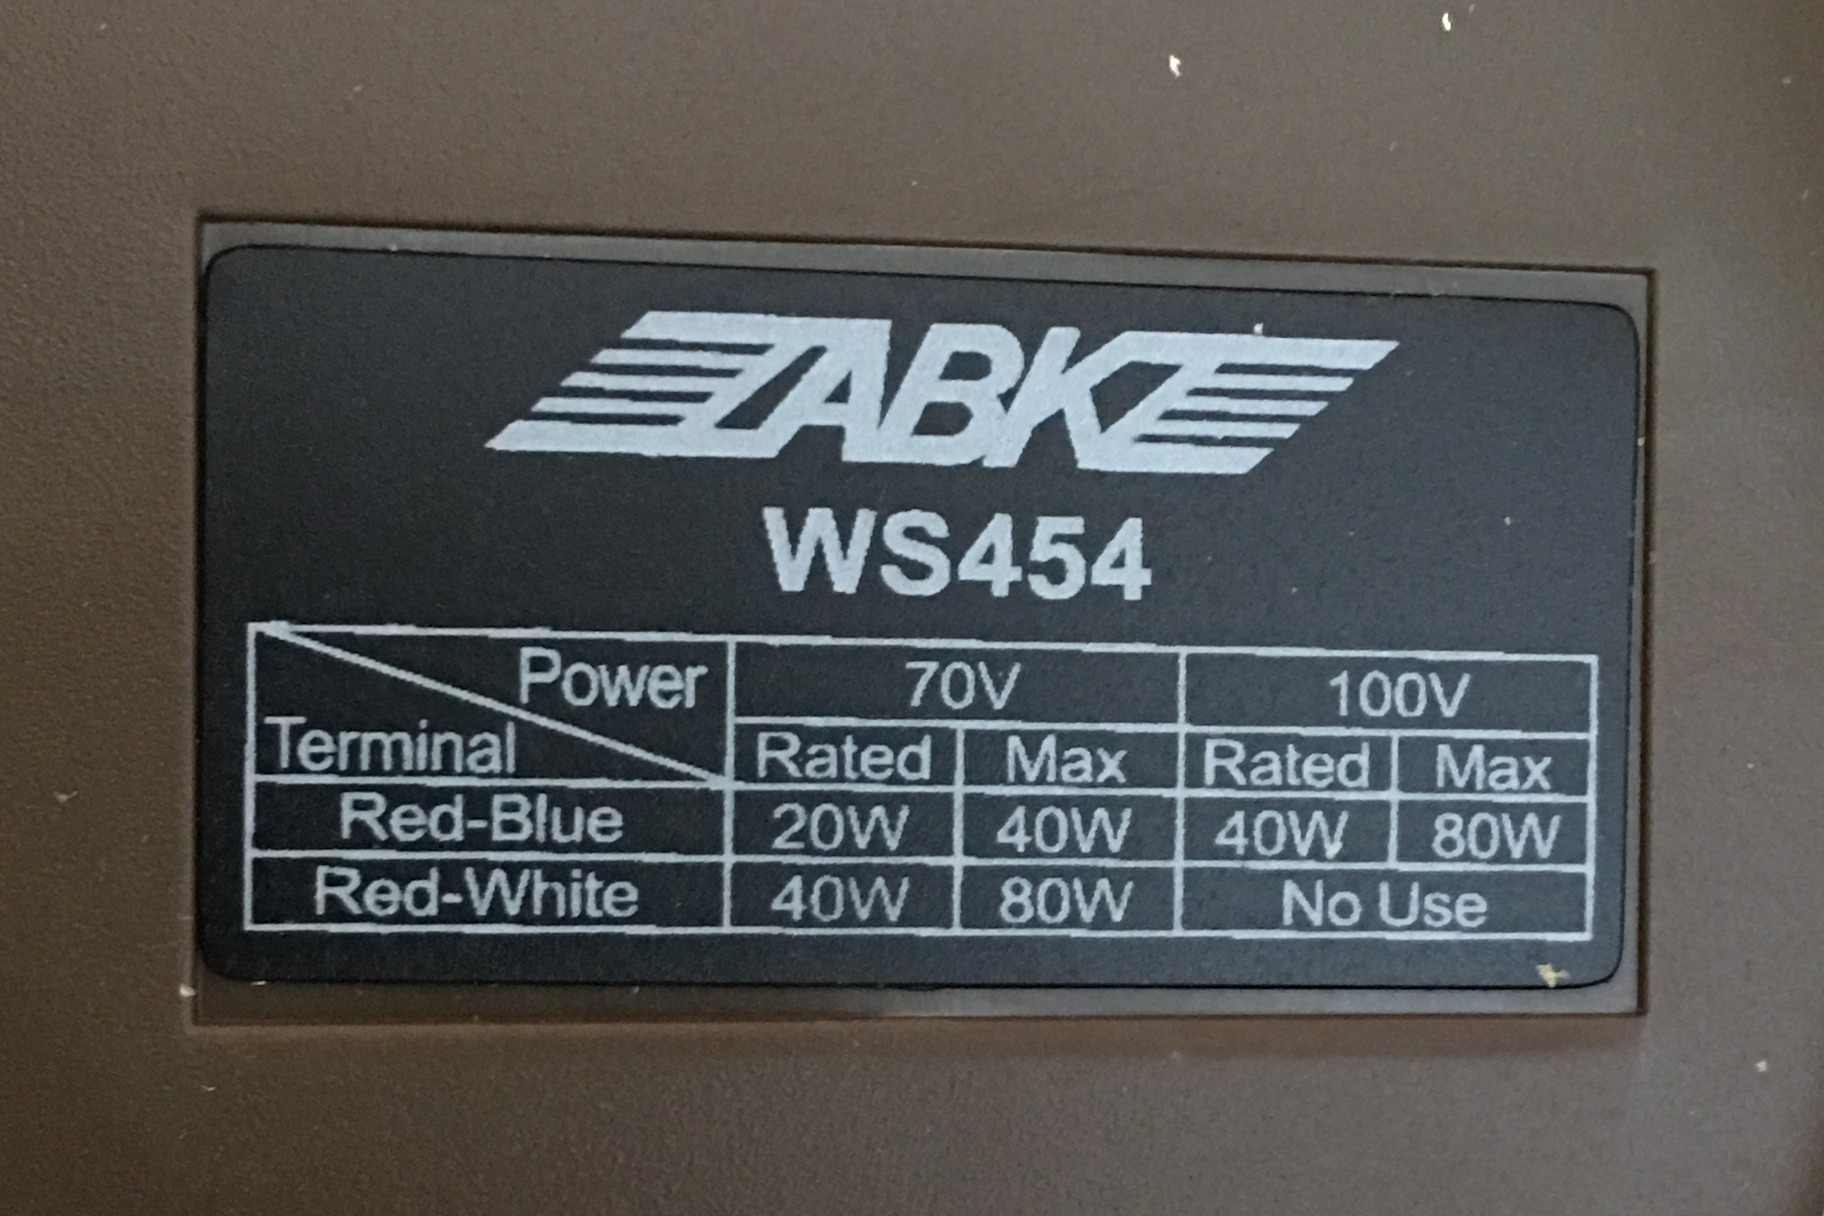 ABK
WS454
Power 70V 100V
Terminal Rated Max Rated Max
Red-Blue 20W 40W 40W 80W
Red-White 40W 80W No Use